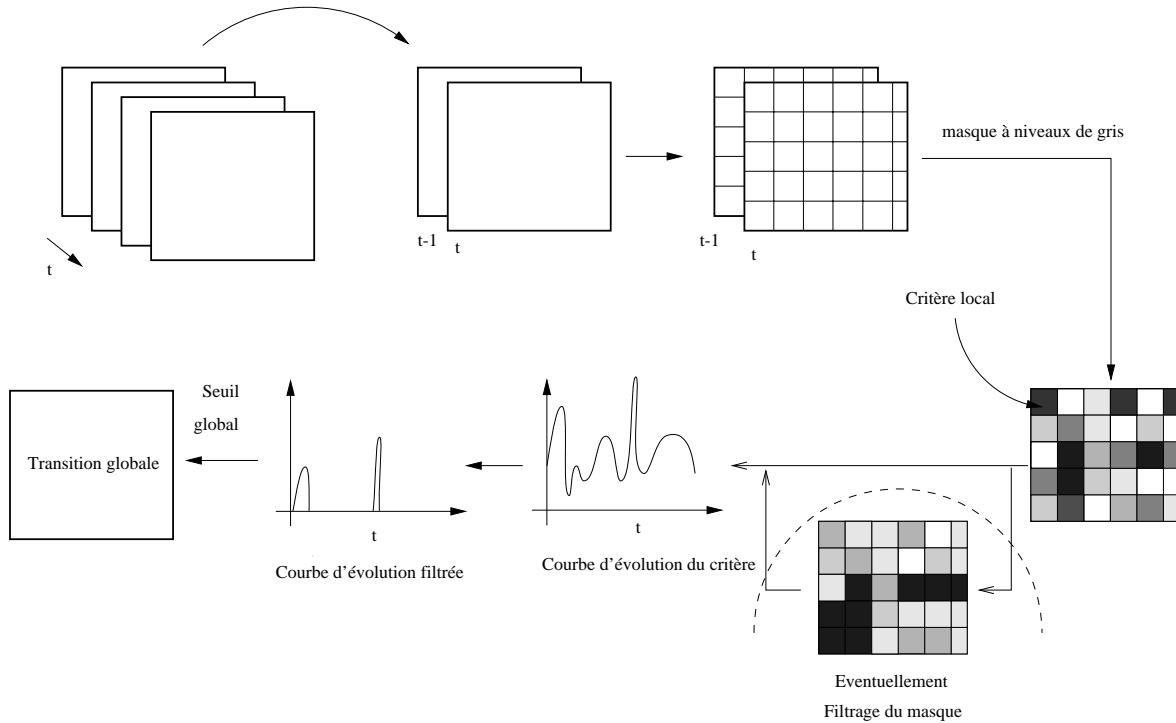 masque à niveaux de gris
t-1
t
t-1
t
t
Critère local
Seuil
global
Transition globale
t
t
Courbe d'évolution filtrée
Courbe d'évolution du critère
Eventuellement
Filtrage du masque